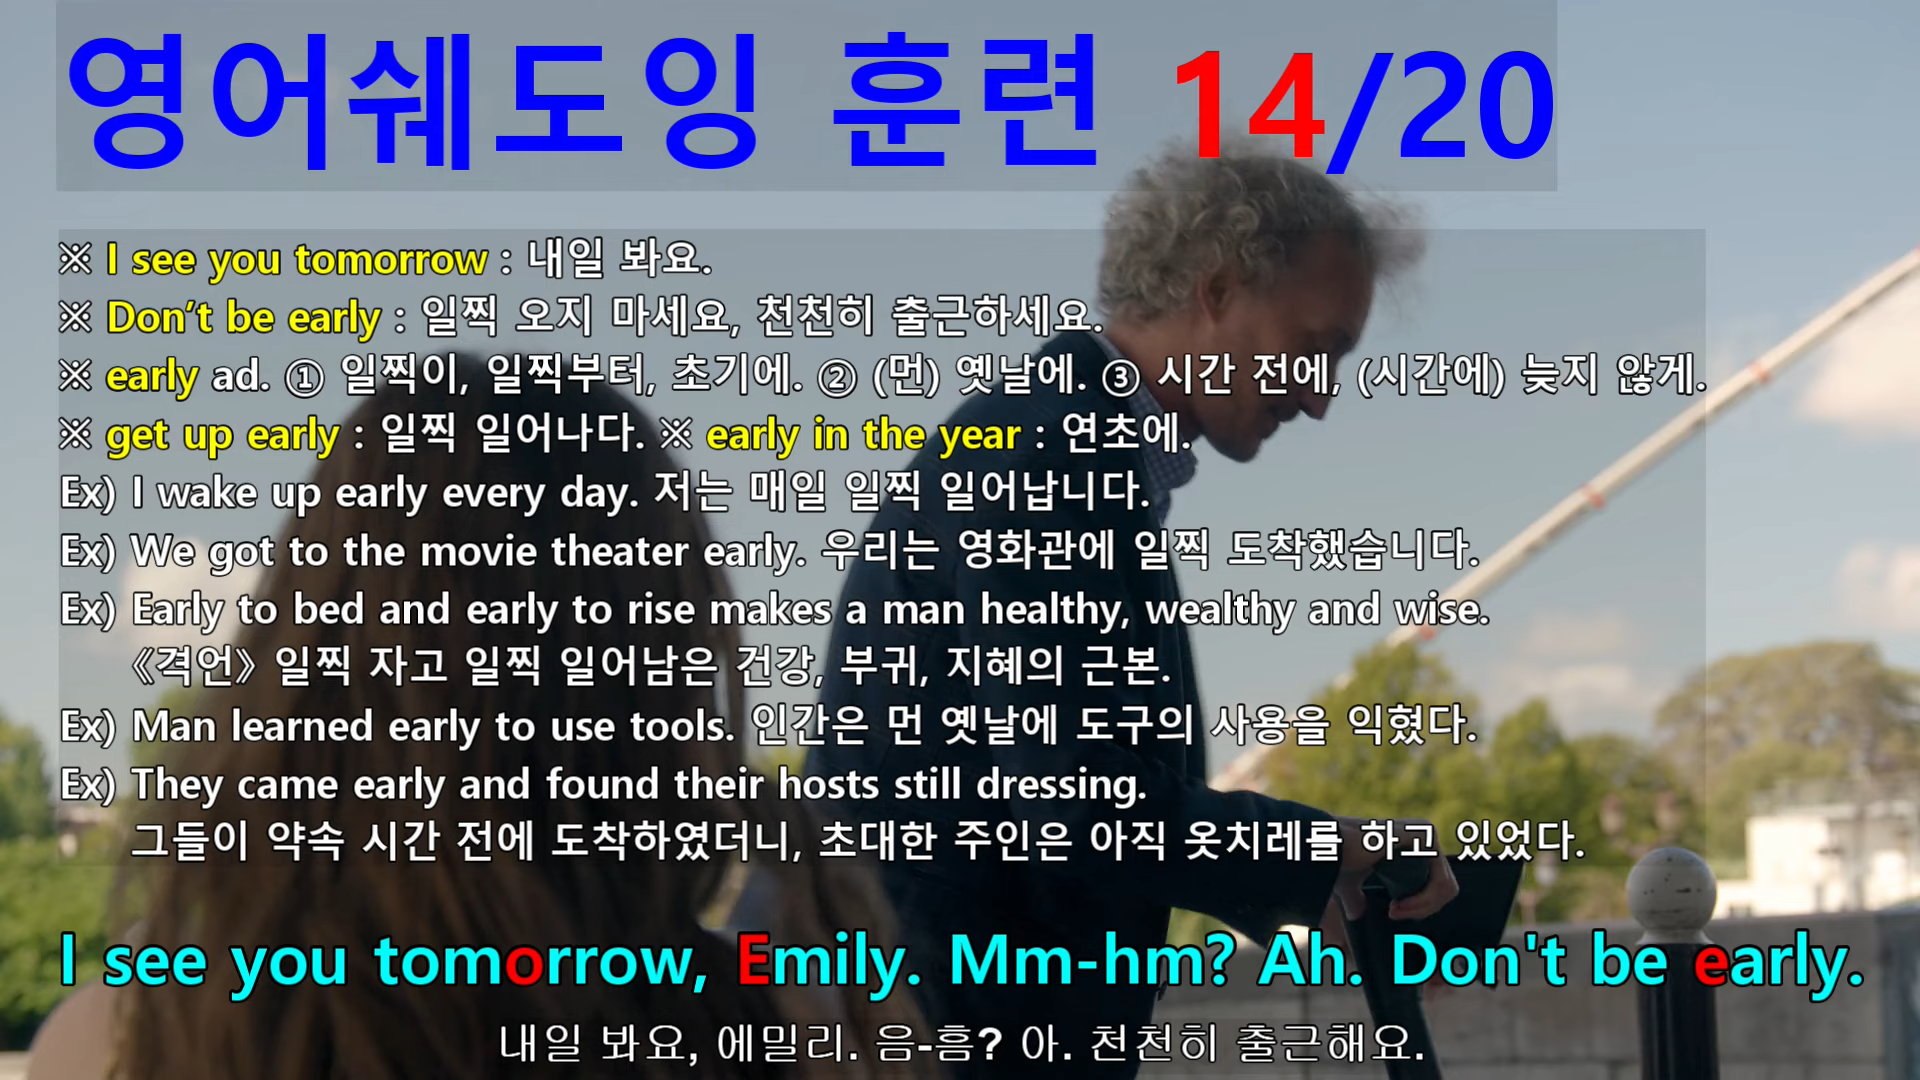 영어쉐도잉 훈련 14/20
※ I see you tomorrow : 내일 봐요.
※ Don’t be early : 일찍 오지 마세요, 천천히 출근하세요.
※ early ad. ① 일찍이, 일찍부터, 초기에. ② (먼) 옛날에. ③ 시간 전에, (시간에) 늦지 않게.
※ get up early : 일찍 일어나다. ※ early in the year : 연초에.
Ex) I wake up early every day. 저는 매일 일찍 일어납니다.
Ex) We got to the movie theater early. 우리는 영화관에 일찍 도착했습니다.
Ex) Early to bed and early to rise makes a man healthy, wealthy and wise.
《격언》일찍 자고 일찍 일어남은 건강, 부귀, 지혜의 근본.
Ex) Man learned early to use tools. 인간은 먼 옛날에 도구의 사용을 익혔다.
Ex) They came early and found their hosts still dressing.
그들이 약속 시간 전에 도착하였더니, 초대한 주인은 아직 옷치레를 하고 있었다.
I see you tomorrow, Emily. Mm-hm? Ah. Don't be early.
내일 봐요, 에밀리. 음-흠? 아. 천천히 출근해요.